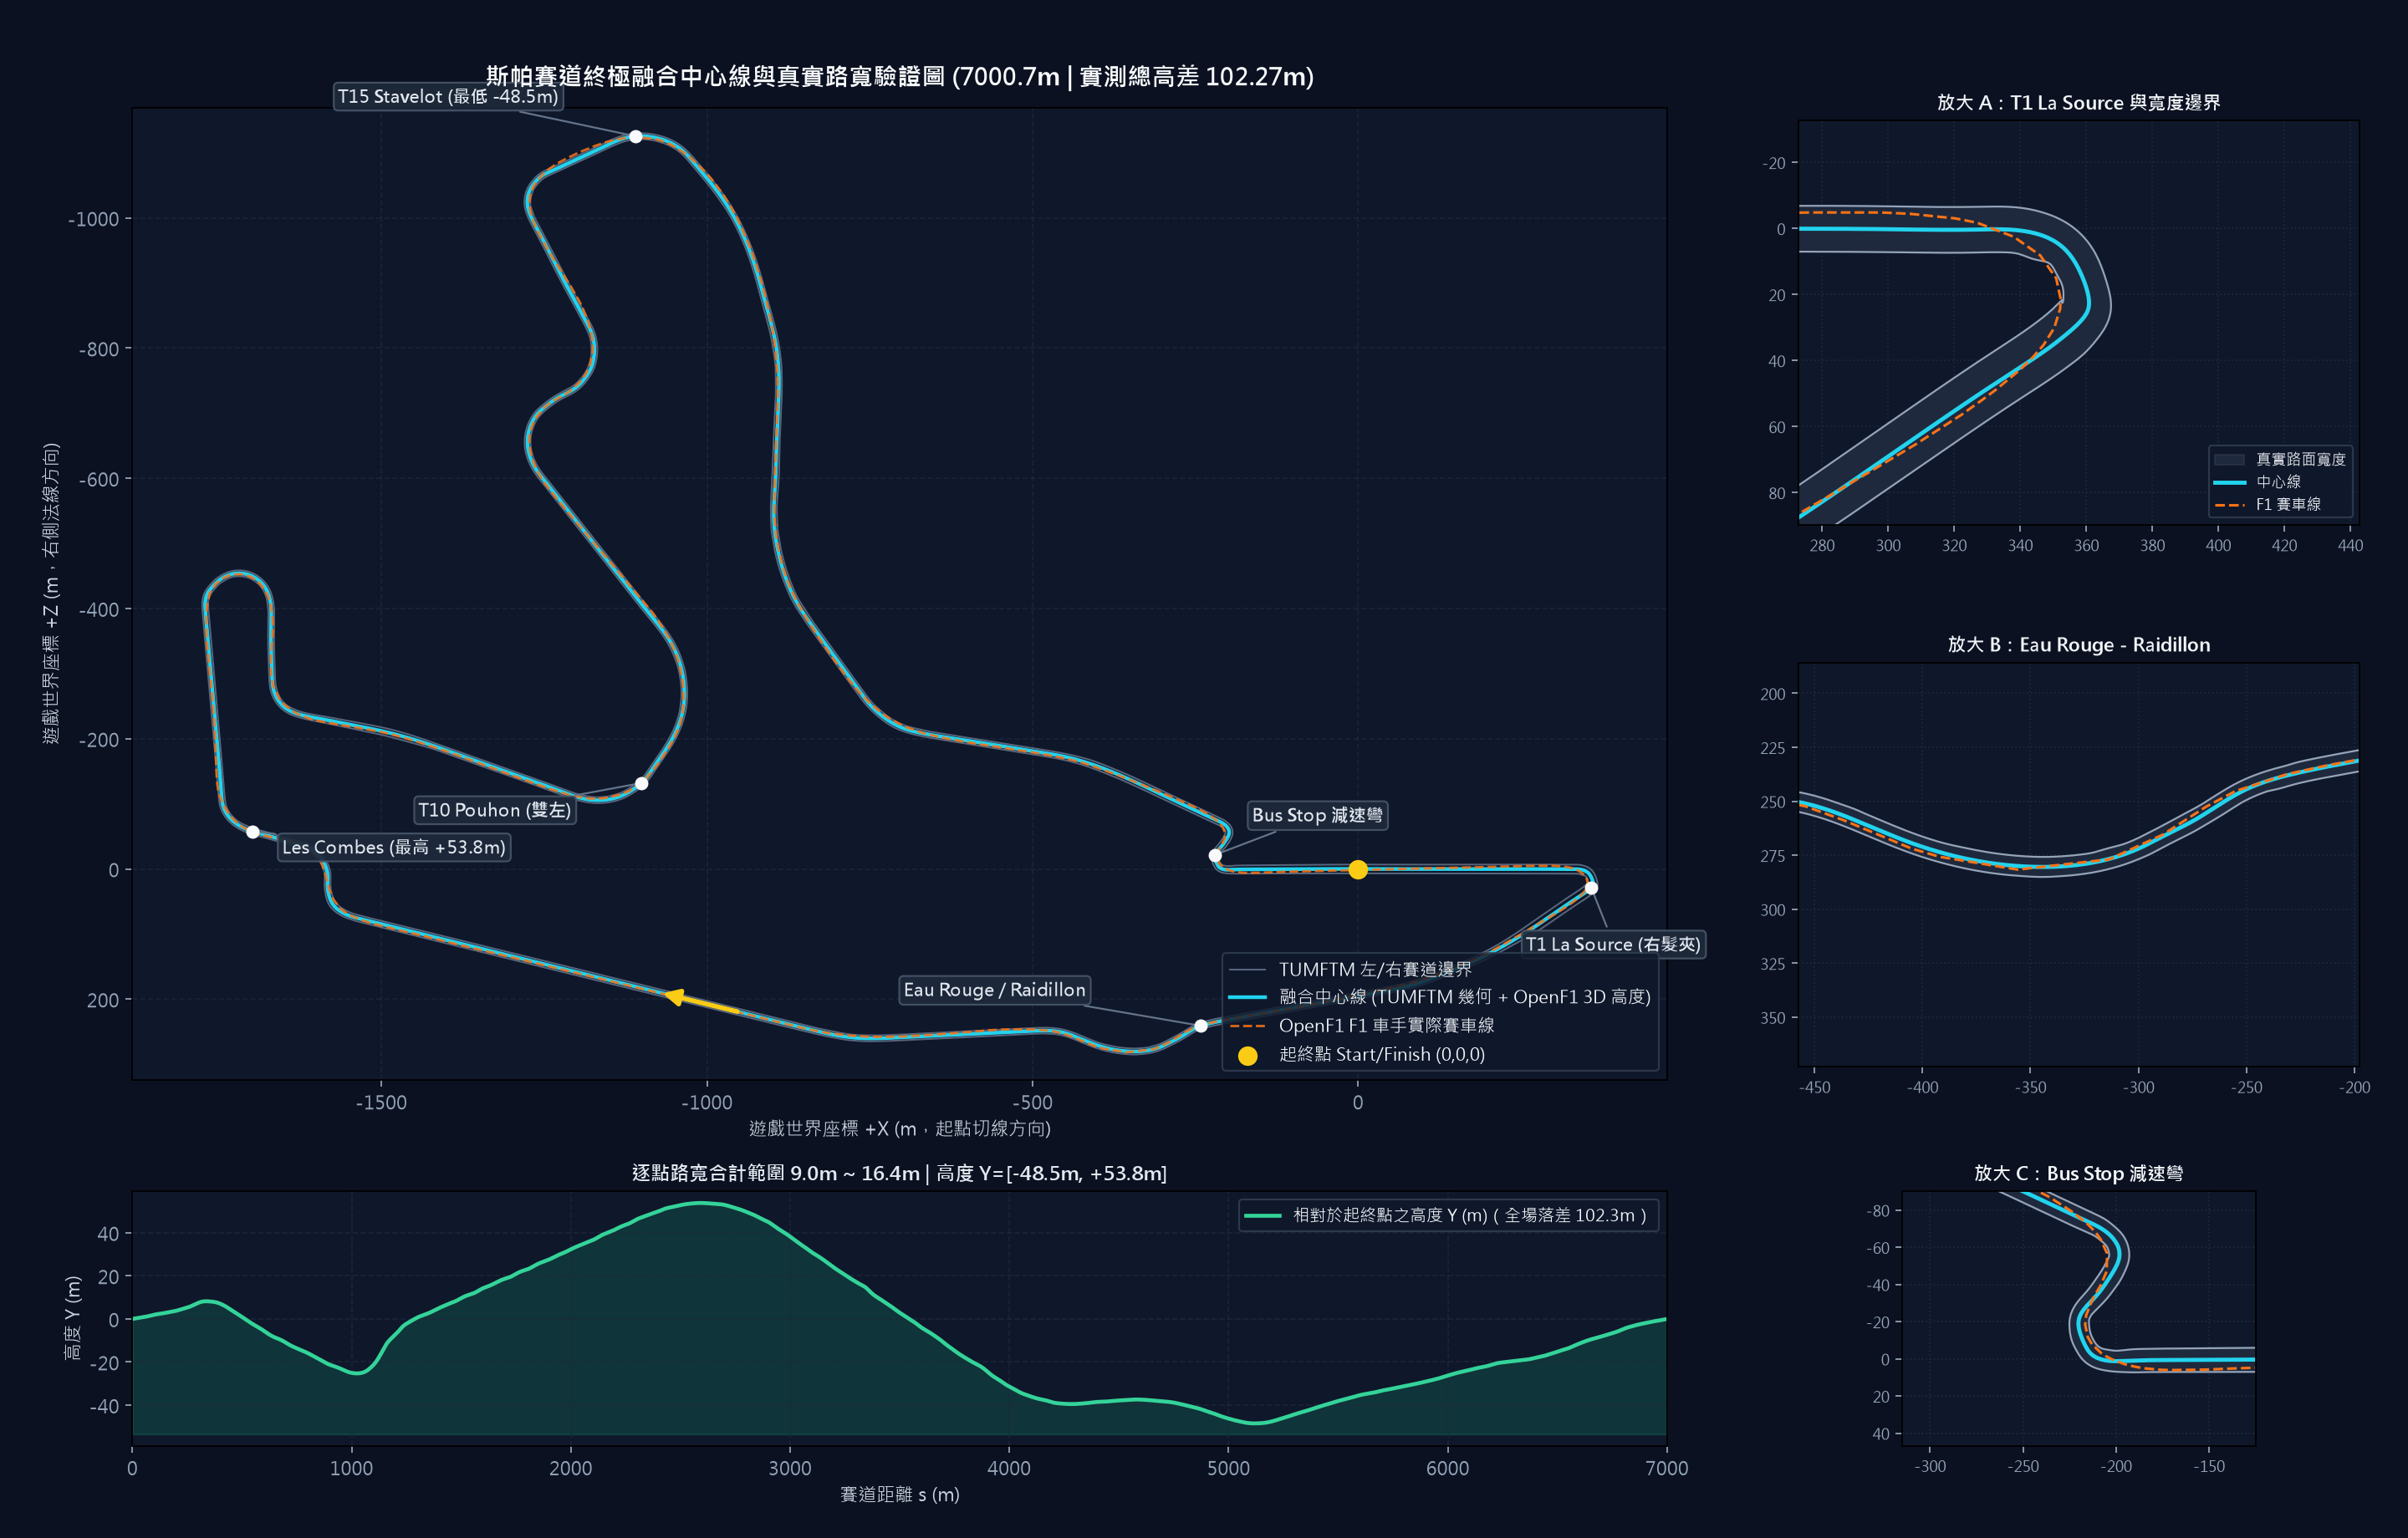 斯帕賽道終極融合中心線與真實路寬驗證圖 (7000.7m | 實測總高差 102.27m)
T15 Stavelot (最低 -48.5m)
T10 Pouhon (雙左)
Les Combes (最高 +53.8m)
Bus Stop 減速彎
T1 La Source (右髮夾)
Eau Rouge / Raidillon
TUMFTM 左/右賽道邊界
融合中心線 (TUMFTM 幾何 + OpenF1 3D 高度)
OpenF1 F1 車手實際賽車線
起終點 Start/Finish (0,0,0)
遊戲世界座標 +Z (m，右側法線方向)
-1000
-800
-600
-400
-200
0
200
-1500
-1000
-500
0
遊戲世界座標 +X (m，起點切線方向)
放大 A：T1 La Source 與寬度邊界
-20
0
20
40
60
80
280
300
320
340
360
380
400
420
440
真實路面寬度
中心線
F1 賽車線
放大 B：Eau Rouge - Raidillon
200
225
250
275
300
325
350
-450
-400
-350
-300
-250
-200
逐點路寬合計範圍 9.0m ~ 16.4m | 高度 Y=[-48.5m, +53.8m]
相對於起終點之高度 Y (m) ( 全場落差 102.3m )
高度 Y (m)
40
20
0
-20
-40
0
1000
2000
3000
4000
5000
6000
7000
賽道距離 s (m)
放大 C：Bus Stop 減速彎
-80
-60
-40
-20
0
20
40
-300
-250
-200
-150